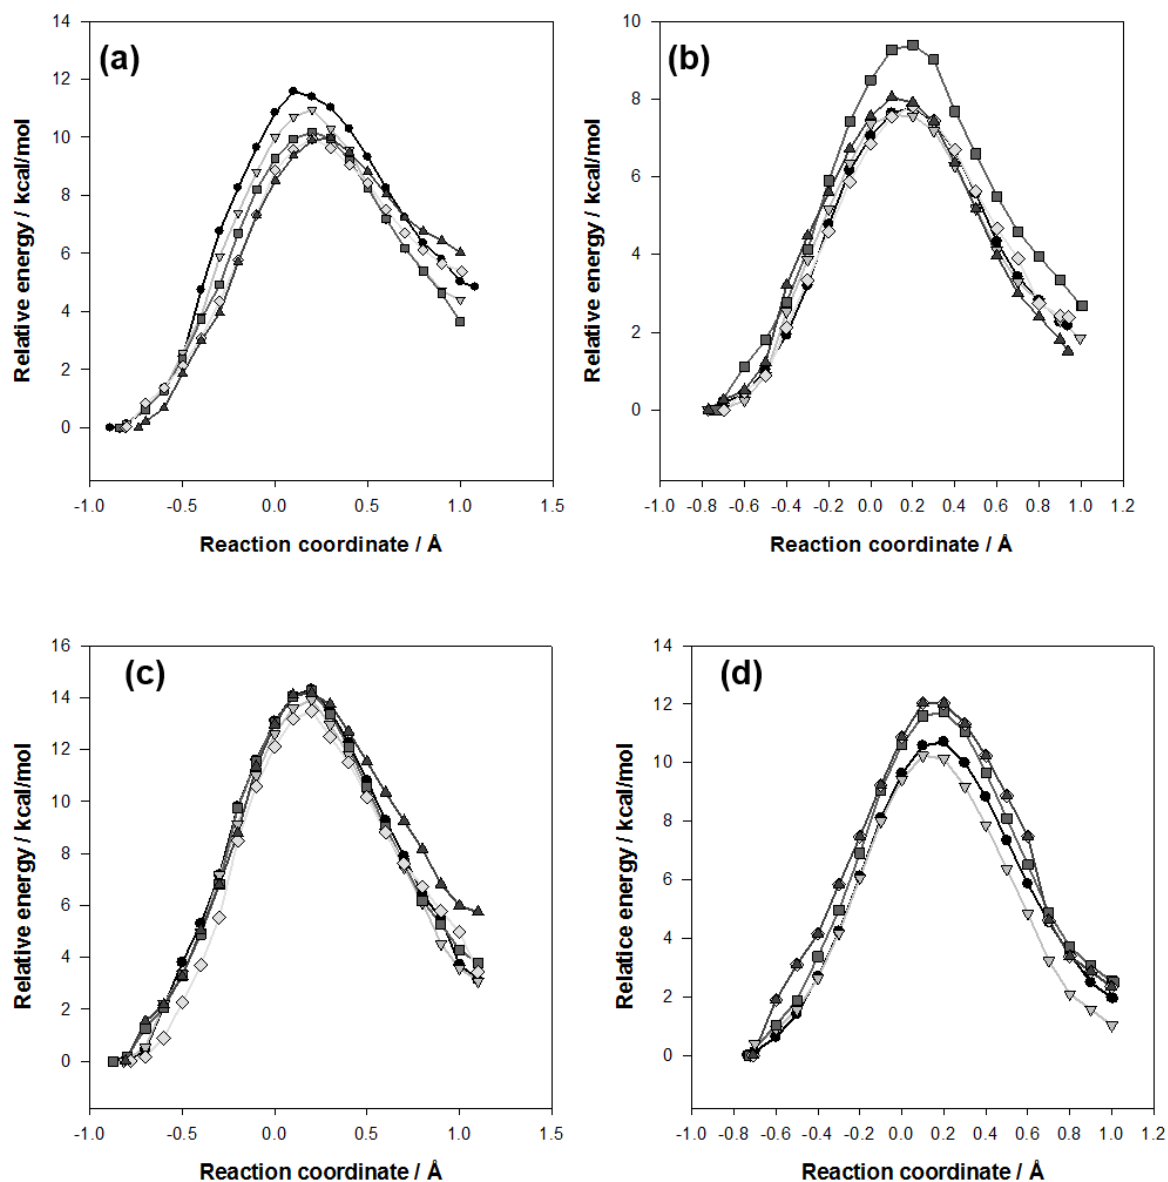 (a)
Relative energy / kcal/mol
14
12
10
8
6
4
2
0
-1.0 -0.5 0.0 0.5 1.0 1.5
Reaction coordinate / Å
(b)
Relative energy / kcal/mol
10
8
6
4
2
0
-1.0 -0.8 -0.6 -0.4 -0.2 0.0 0.2 0.4 0.6 0.8 1.0 1.2
Reaction coordinate / Å
(c)
Relative energy / kcal/mol
16
14
12
10
8
6
4
2
0
-1.0 -0.5 0.0 0.5 1.0 1.5
Reaction coordinate / Å
(d)
Relatice energy / kcal/mol
14
12
10
8
6
4
2
0
-1.0 -0.8 -0.6 -0.4 -0.2 0.0 0.2 0.4 0.6 0.8 1.0 1.2
Reaction coordinate / Å